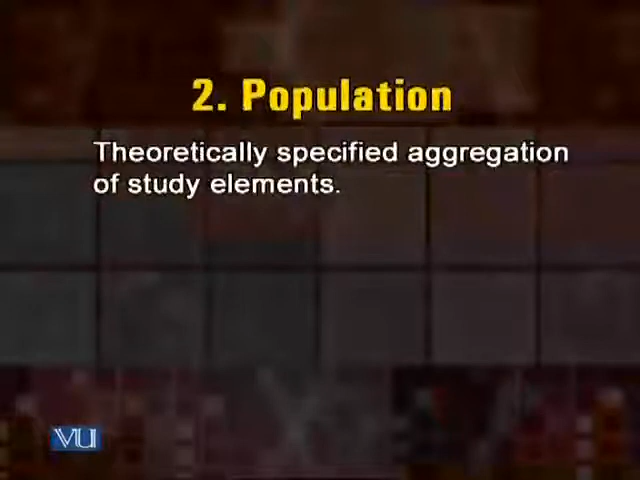 2. Population
Theoretically specified aggregation
of study elements.
VU